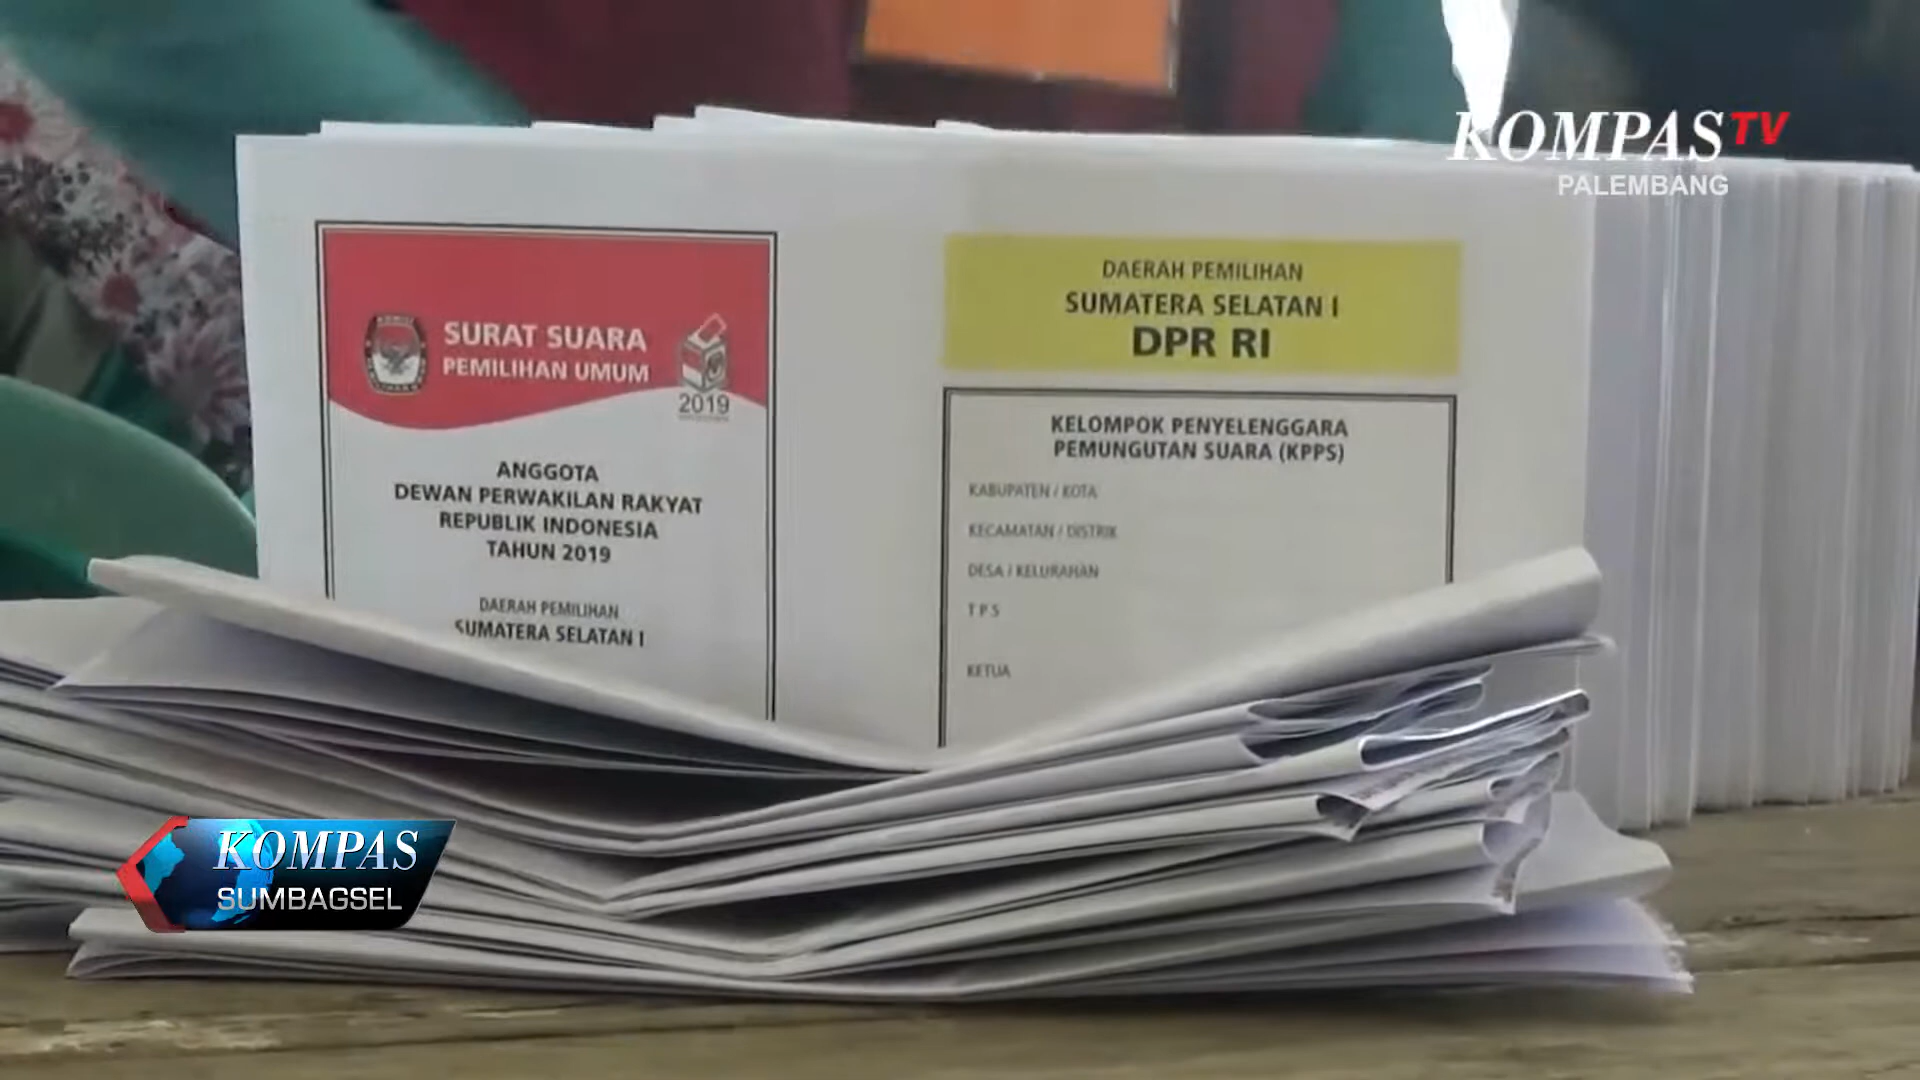 KOMPAS TV
PALEMBANG
SURAT SUARA
PEMILIHAN UMUM
2019
ANGGOTA
DEWAN PERWAKILAN RAKYAT
REPUBLIK INDONESIA
TAHUN 2019
DAERAH PEMILIHAN
SUMATERA SELATAN I
DAERAH PEMILIHAN
SUMATERA SELATAN I
DPR RI
KELOMPOK PENYELENGGARA
PEMUNGUTAN SUARA (KPPS)
KABUPATEN / KOTA
KECAMATAN / DISTRIK
DESA / KELURAHAN
T P S
KETUA
KOMPAS
SUMBAGSEL